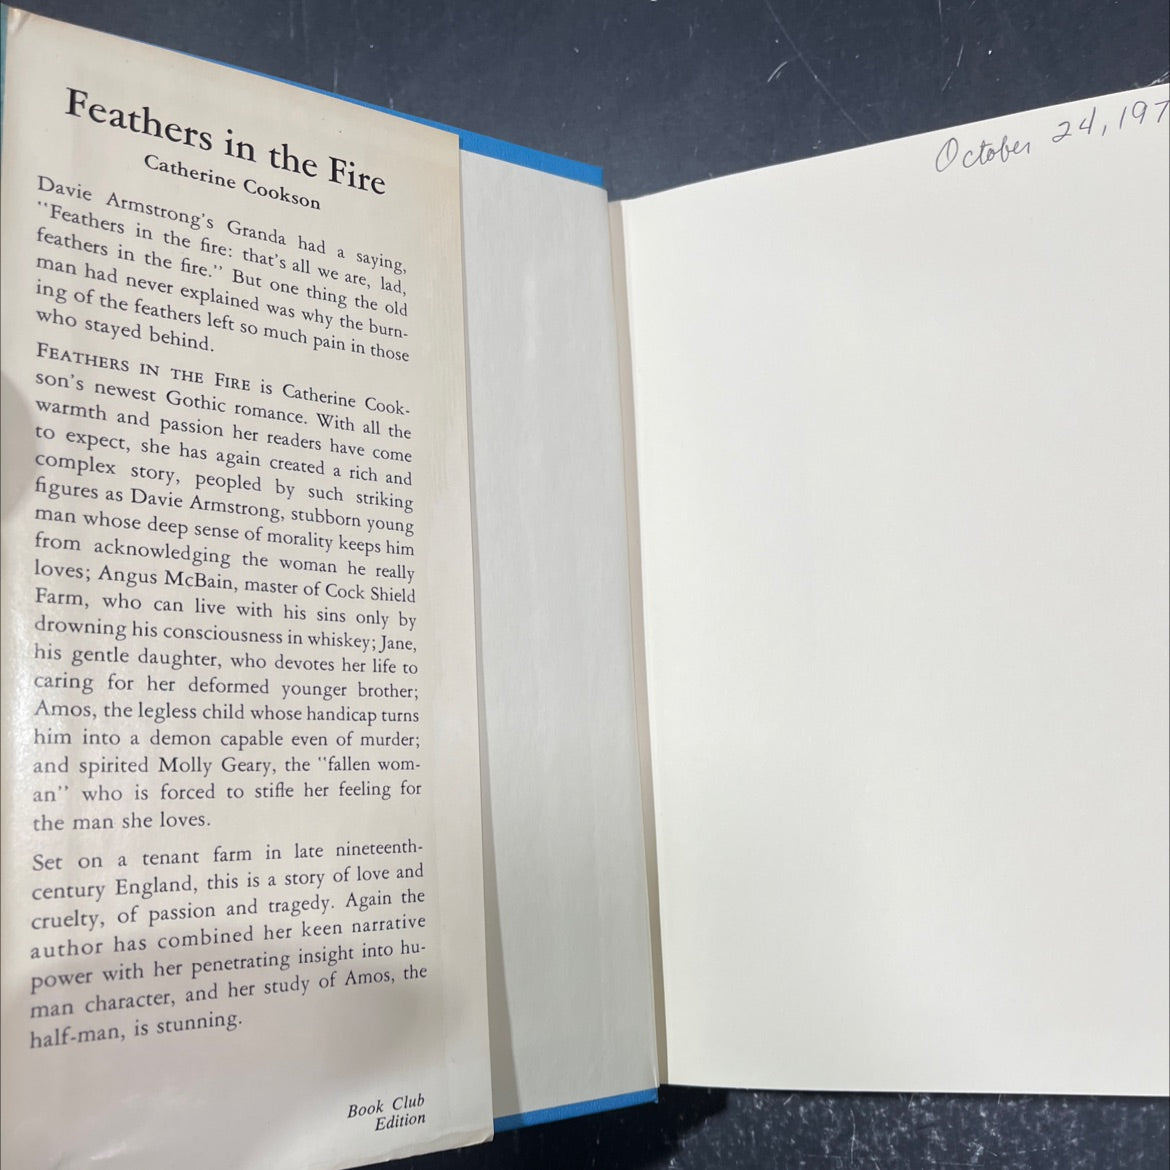 Feathers in the Fire
Catherine Cookson
Davie Armstrong's Granda had a saying,
"Feathers in the fire: that's all we are, lad,
feathers in the fire." But one thing the old
man had never explained was why the burn-
ing of the feathers left so much pain in those
who stayed behind.
FEATHERS IN THE FIRE is Catherine Cook-
son's newest Gothic romance. With all the
warmth and passion her readers have come
to expect, she has again created a rich and
complex story, peopled by such striking
figures as Davie Armstrong, stubborn young
man whose deep sense of morality keeps him
from acknowledging the woman he really
loves; Angus McBain, master of Cock Shield
Farm, who can live with his sins only by
drowning his consciousness in whiskey; Jane,
his gentle daughter, who devotes her life to
caring for her deformed younger brother;
Amos, the legless child whose handicap turns
him into a demon capable even of murder;
and spirited Molly Geary, the "fallen wom-
an" who is forced to stifle her feeling for
the man she loves.
Set on a tenant farm in late nineteenth-
century England, this is a story of love and
cruelty, of passion and tragedy. Again the
author has combined her keen narrative
power with her penetrating insight into hu-
man character, and her study of Amos, the
half-man, is stunning.
Book Club
Edition
October 24, 197